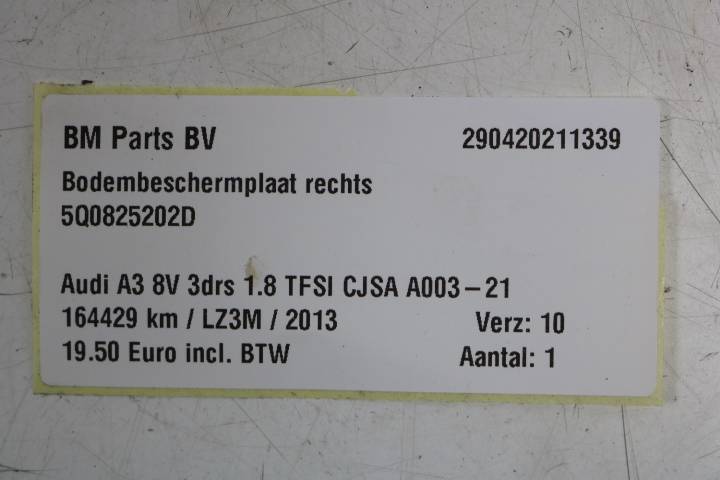 BM Parts BV 290420211339
Bodembeschermplaat rechts
5Q0825202D
Audi A3 8V 3drs 1.8 TFSI CJSA A003-21
164429 km / LZ3M / 2013 Verz: 10
19.50 Euro incl. BTW Aantal: 1